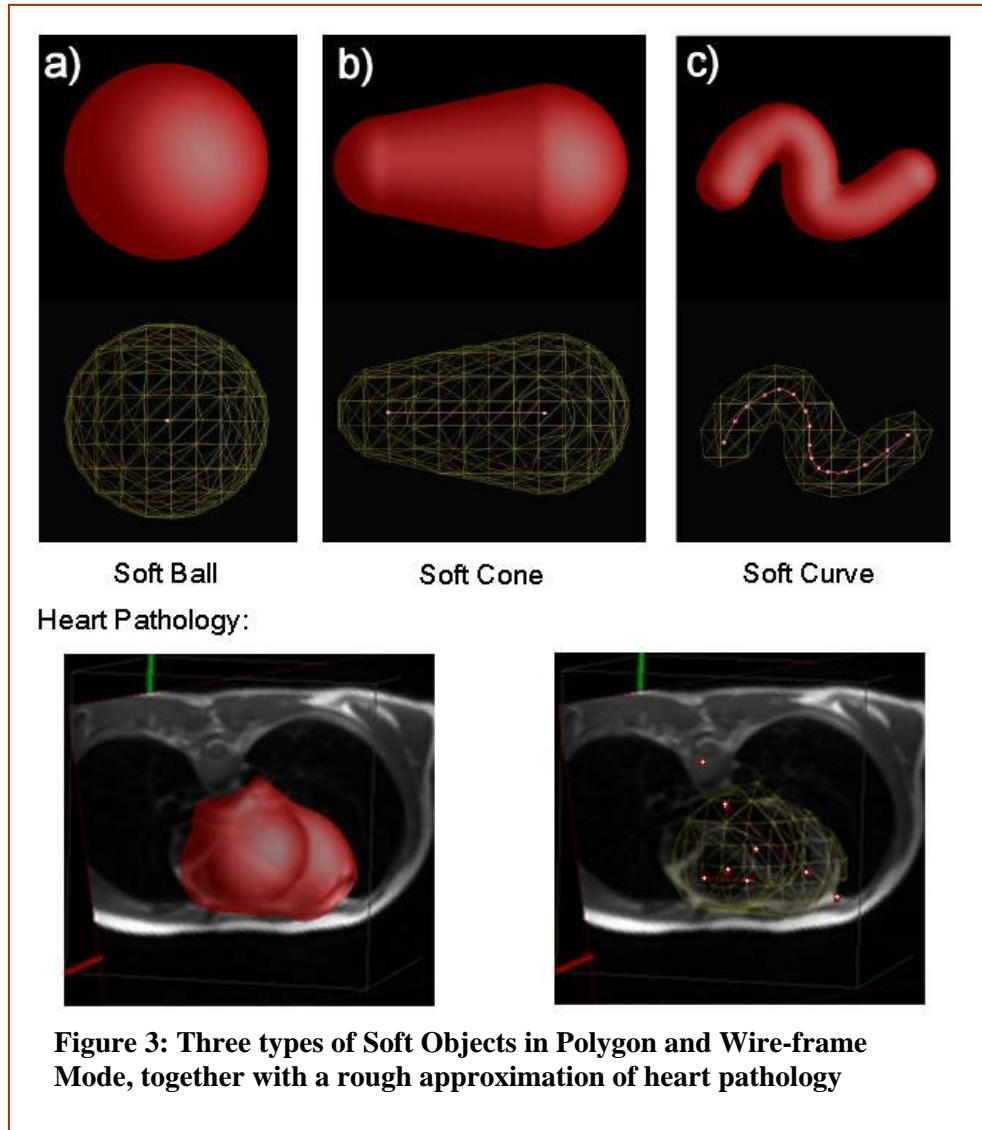 a)
b)
c)
Soft Ball
Soft Cone
Soft Curve
Heart Pathology:
Figure 3: Three types of Soft Objects in Polygon and Wire-frame
Mode, together with a rough approximation of heart pathology